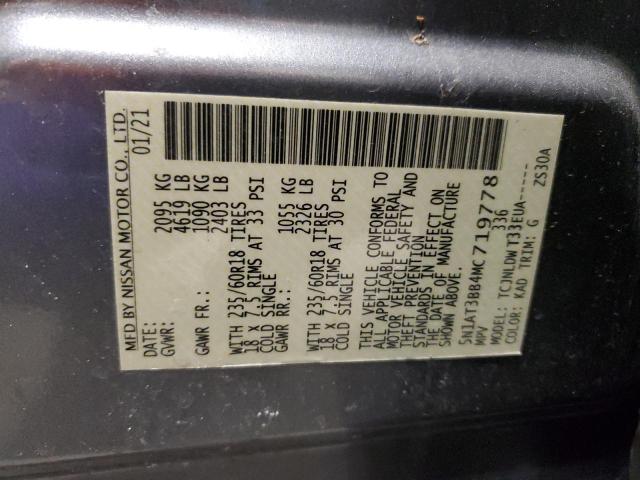 MFD BY NISSAN MOTOR CO., LTD.
DATE: 01/21
GVWR: 2095 KG
4619 LB
GAWR FR.: 1090 KG
2403 LB
WITH 235/60R18 TIRES
18 X 7.5 RIMS AT 33 PSI
COLD SINGLE
GAWR RR.: 1055 KG
2326 LB
WITH 235/60R18 TIRES
18 X 7.5 RIMS AT 30 PSI
COLD SINGLE
THIS VEHICLE CONFORMS TO
ALL APPLICABLE FEDERAL
MOTOR VEHICLE SAFETY AND
THEFT PREVENTION
STANDARDS IN EFFECT ON
THE DATE OF MANUFACTURE
SHOWN ABOVE.
5N1AT3BB4MC719778
MPV 336
MODEL: TCJNLDWT33EUA-----
COLOR: KAD TRIM: G ZS30A